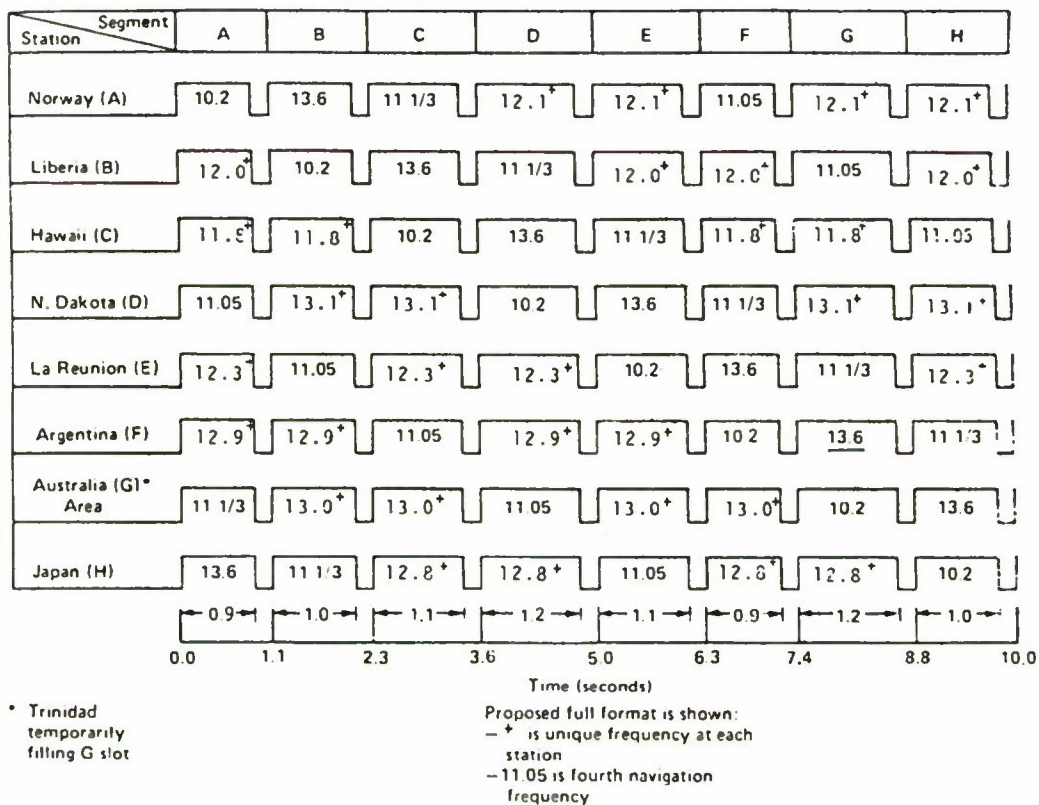 Segment
Station A B C D E F G H
Norway (A) 10.2 13.6 11 1/3 12.1+ 12.1+ 11.05 12.1+ 12.1+
Liberia (B) 12.0+ 10.2 13.6 11 1/3 12.0+ 12.0+ 11.05 12.0+
Hawaii (C) 11.8+ 11.8+ 10.2 13.6 11 1/3 11.8+ 11.8+ 11.05
N. Dakota (D) 11.05 13.1+ 13.1+ 10.2 13.6 11 1/3 13.1+ 13.1+
La Reunion (E) 12.3+ 11.05 12.3+ 12.3+ 10.2 13.6 11 1/3 12.3+
Argentina (F) 12.9+ 12.9+ 11.05 12.9+ 12.9+ 10.2 13.6 11 1/3
Australia (G)*
Area 11 1/3 13.0+ 13.0+ 11.05 13.0+ 13.0+ 10.2 13.6
Japan (H) 13.6 11 1/3 12.8+ 12.8+ 11.05 12.8+ 12.8+ 10.2
0.9 1.0 1.1 1.2 1.1 0.9 1.2 1.0
0.0 1.1 2.3 3.6 5.0 6.3 7.4 8.8 10.0
Time (seconds)
* Trinidad
temporarily
filling G slot
Proposed full format is shown:
– + is unique frequency at each
station
– 11.05 is fourth navigation
frequency